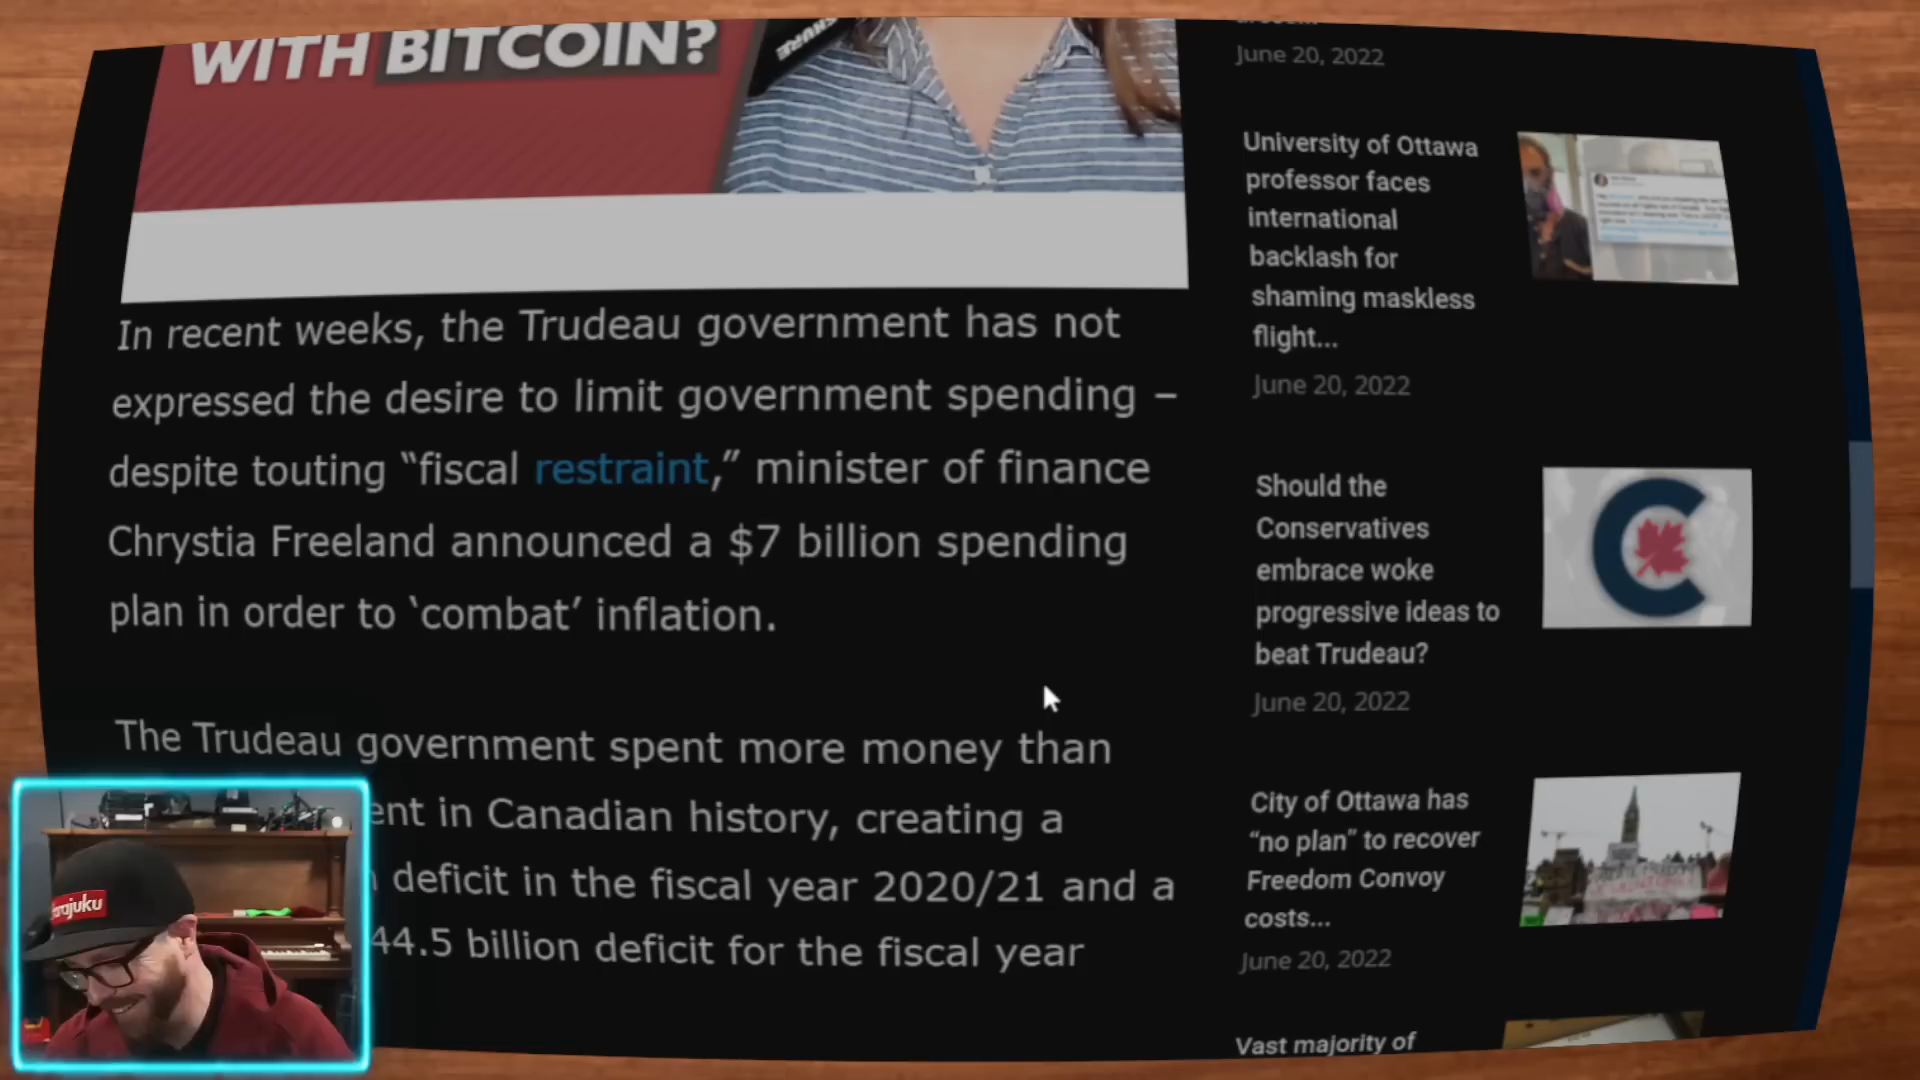 WITH BITCOIN?
SHURE
In recent weeks, the Trudeau government has not
expressed the desire to limit government spending –
despite touting “fiscal restraint,” minister of finance
Chrystia Freeland announced a $7 billion spending
plan in order to ‘combat’ inflation.
The Trudeau government spent more money than
ent in Canadian history, creating a
deficit in the fiscal year 2020/21 and a
44.5 billion deficit for the fiscal year
June 20, 2022
University of Ottawa
professor faces
international
backlash for
shaming maskless
flight...
June 20, 2022
Should the
Conservatives
embrace woke
progressive ideas to
beat Trudeau?
June 20, 2022
City of Ottawa has
“no plan” to recover
Freedom Convoy
costs...
June 20, 2022
Vast majority of
arajuku